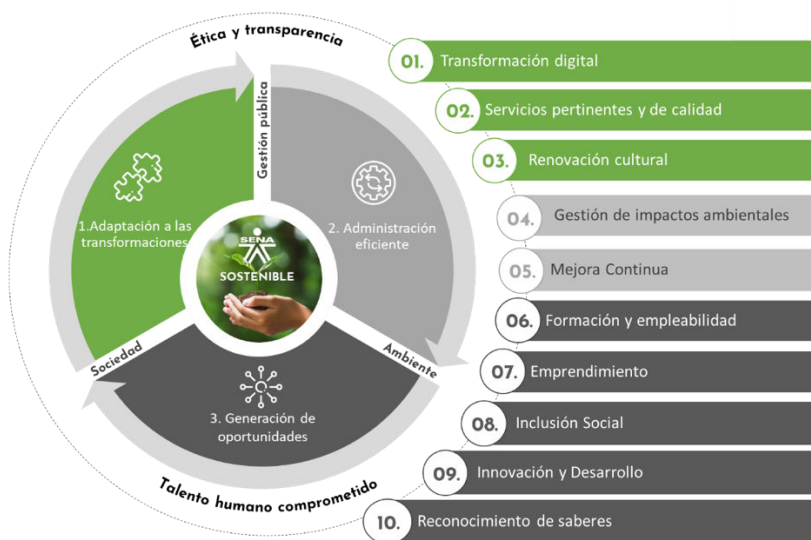 Ética y transparencia
Gestión pública
1.Adaptación a las
transformaciones
2. Administración
eficiente
SENA
SOSTENIBLE
Sociedad
Ambiente
3. Generación de
oportunidades
Talento humano comprometido
01. Transformación digital
02. Servicios pertinentes y de calidad
03. Renovación cultural
04. Gestión de impactos ambientales
05. Mejora Continua
06. Formación y empleabilidad
07. Emprendimiento
08. Inclusión Social
09. Innovación y Desarrollo
10. Reconocimiento de saberes